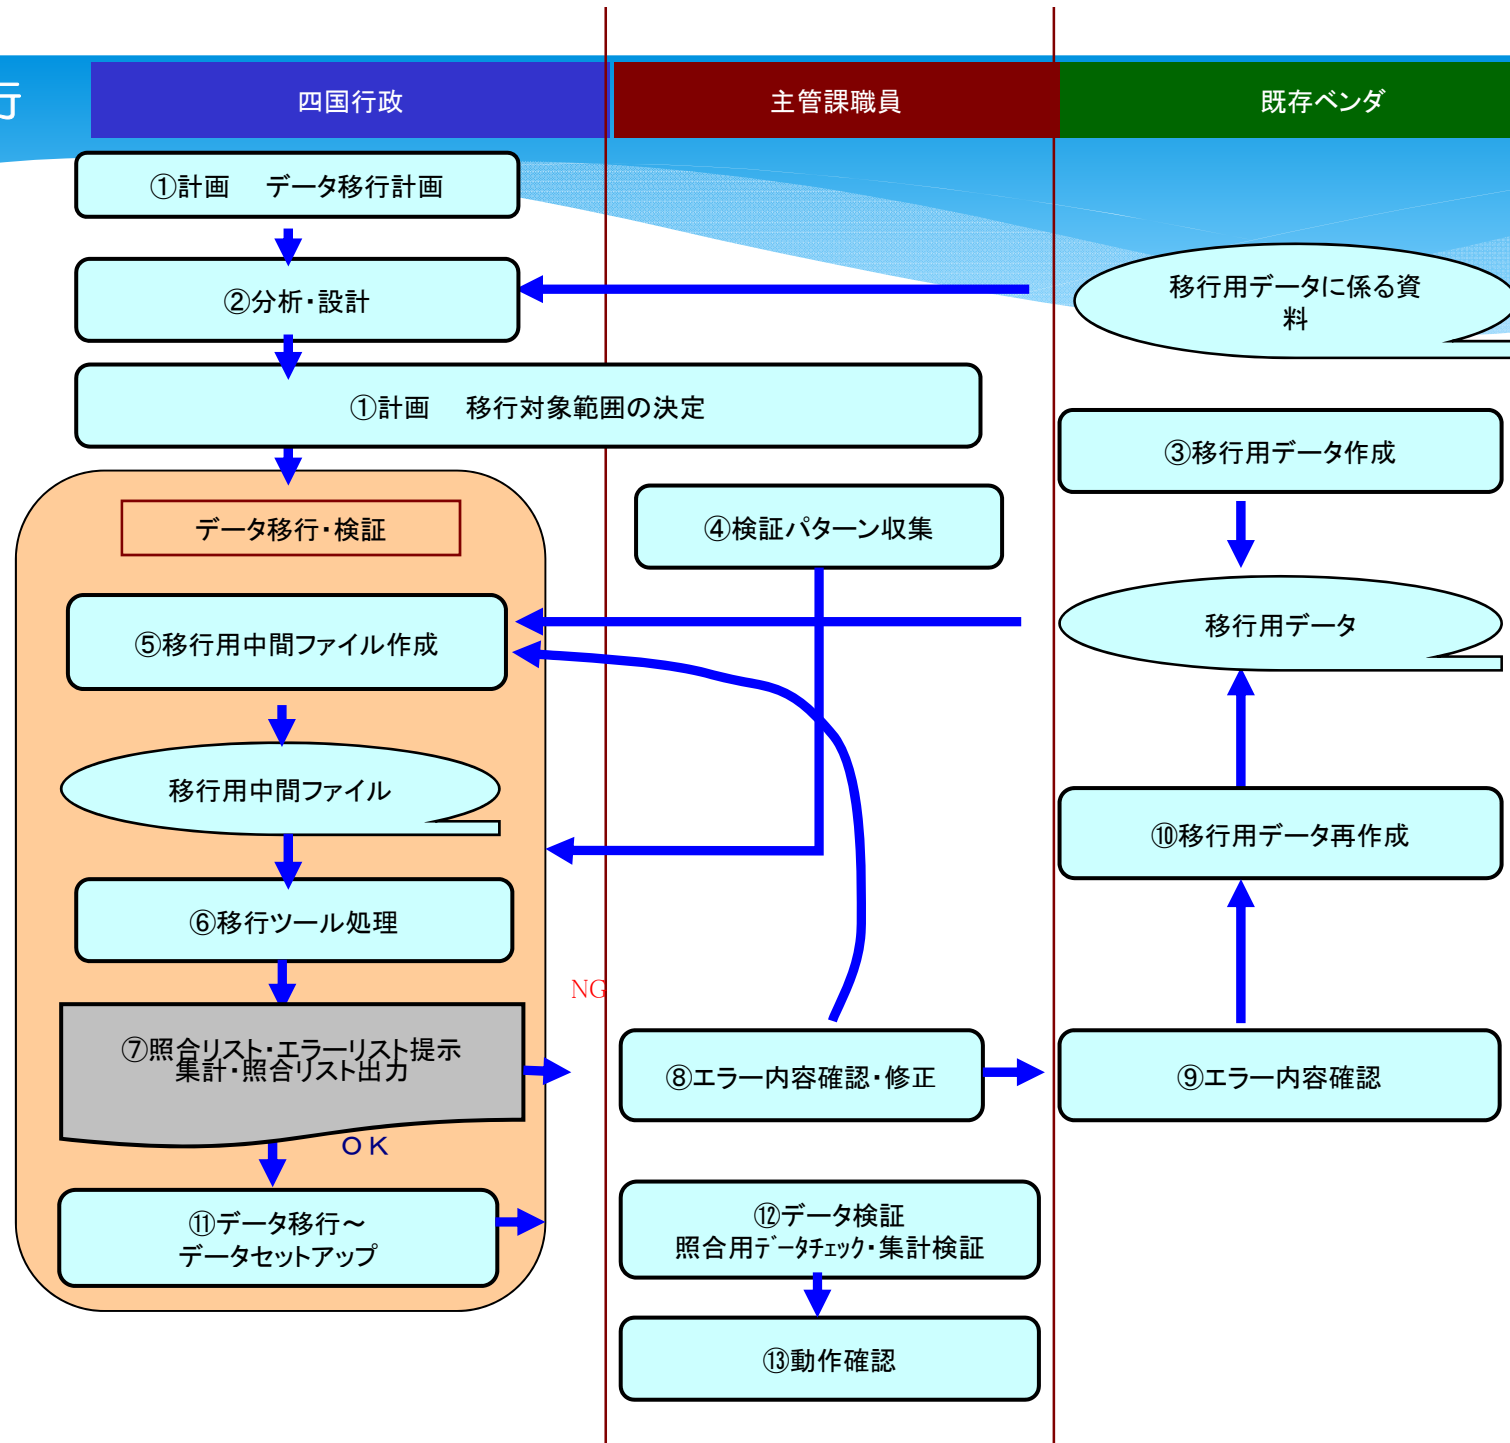 行
四国行政
主管課職員
既存ベンダ
①計画　データ移行計画
②分析・設計
移行用データに係る資
料
①計画　移行対象範囲の決定
③移行用データ作成
データ移行・検証
④検証パターン収集
⑤移行用中間ファイル作成
移行用データ
移行用中間ファイル
⑩移行用データ再作成
⑥移行ツール処理
NG
⑦照合リスト・エラーリスト提示
集計・照合リスト出力
⑧エラー内容確認・修正
⑨エラー内容確認
ＯＫ
⑪データ移行～
データセットアップ
⑫データ検証
照合用ﾃﾞｰﾀﾁｪｯｸ・集計検証
⑬動作確認